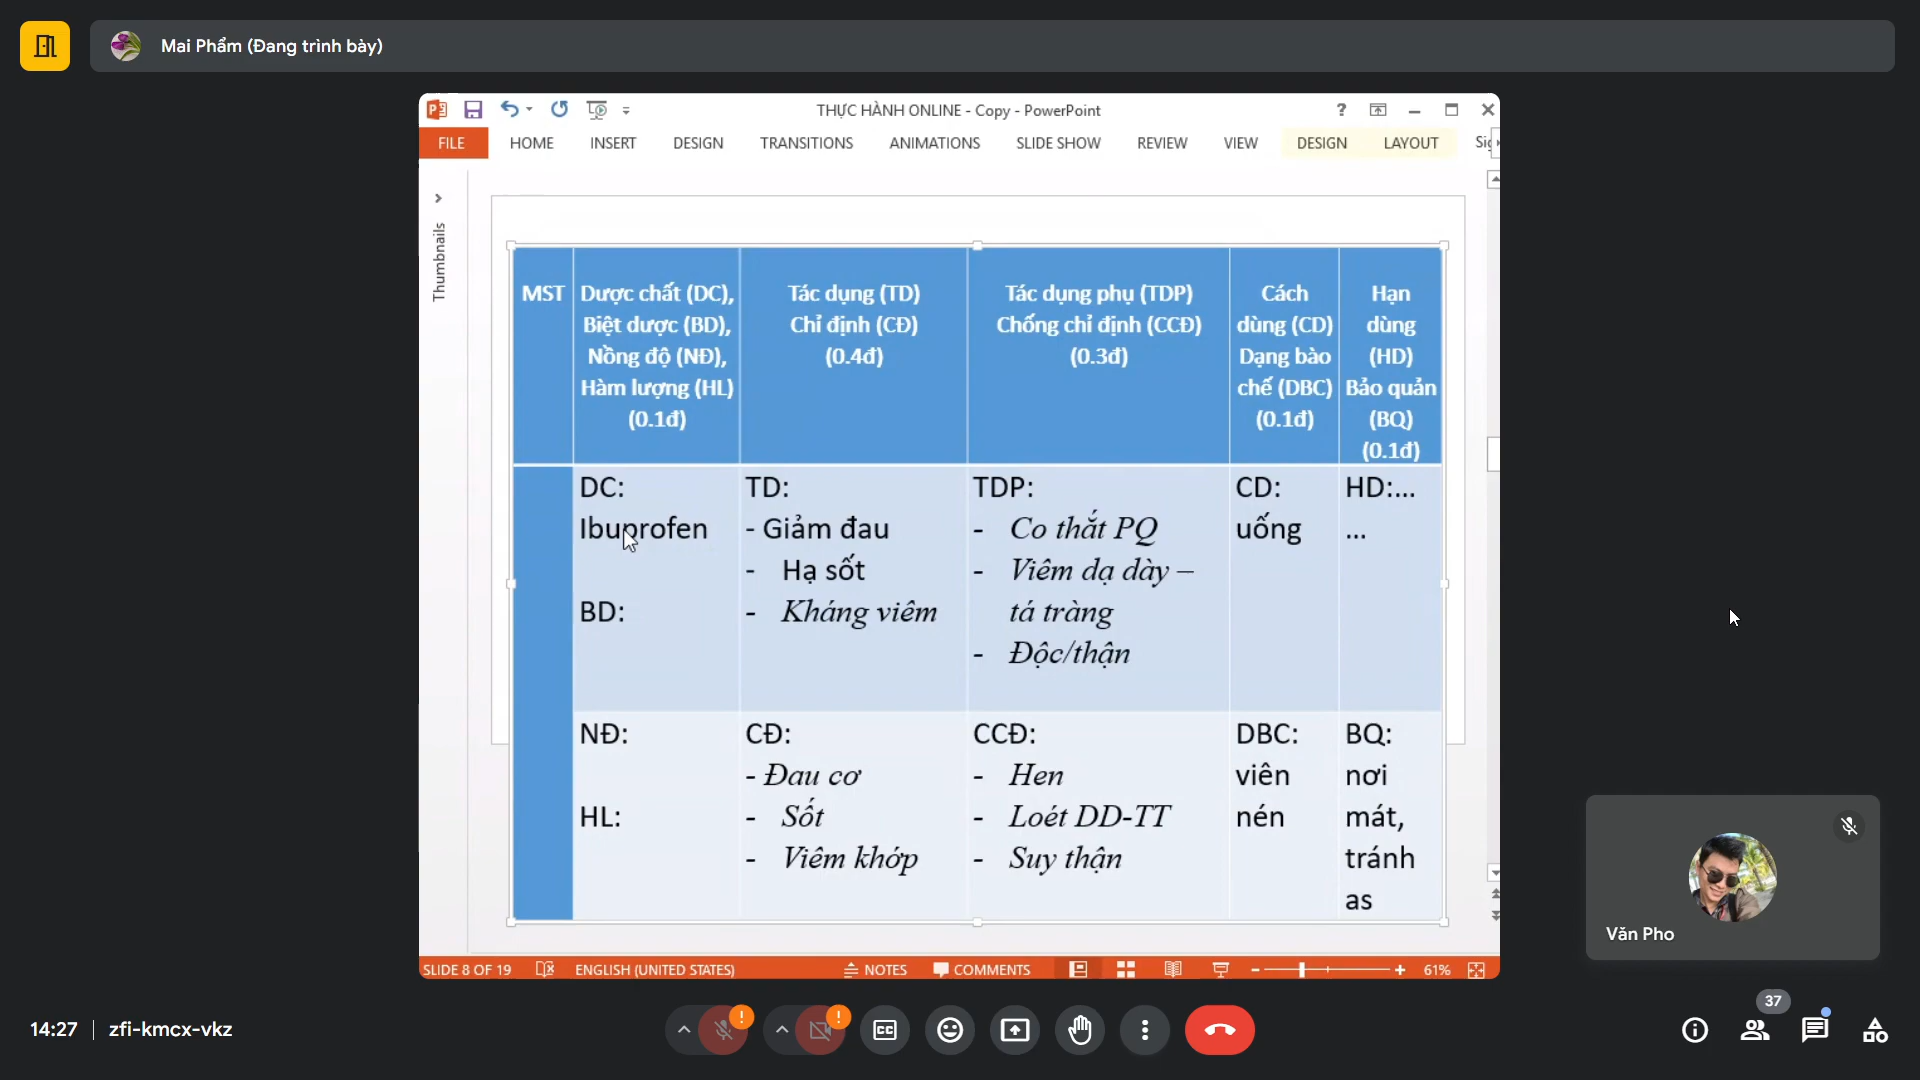 Mai Phẩm (Đang trình bày)
THỰC HÀNH ONLINE - Copy - PowerPoint
FILE HOME INSERT DESIGN TRANSITIONS ANIMATIONS SLIDE SHOW REVIEW VIEW DESIGN LAYOUT
Thumbnails
MST
Dược chất (DC),
Biệt dược (BD),
Nồng độ (NĐ),
Hàm lượng (HL)
(0.1đ)
Tác dụng (TD)
Chỉ định (CĐ)
(0.4đ)
Tác dụng phụ (TDP)
Chống chỉ định (CCĐ)
(0.3đ)
Cách
dùng (CD)
Dạng bào
chế (DBC)
(0.1đ)
Hạn
dùng
(HD)
Bảo quản
(BQ)
(0.1đ)
DC:
Ibuprofen
BD:
TD:
- Giảm đau
- Hạ sốt
- Kháng viêm
TDP:
- Co thắt PQ
- Viêm dạ dày –
tá tràng
- Độc/thận
CD:
uống
HD:...
...
NĐ:
HL:
CĐ:
- Đau cơ
- Sốt
- Viêm khớp
CCĐ:
- Hen
- Loét DD-TT
- Suy thận
DBC:
viên
nén
BQ:
nơi
mát,
tránh
as
SLIDE 8 OF 19 ENGLISH (UNITED STATES) NOTES COMMENTS 61%
Văn Pho
14:27 zfi-kmcx-vkz
37